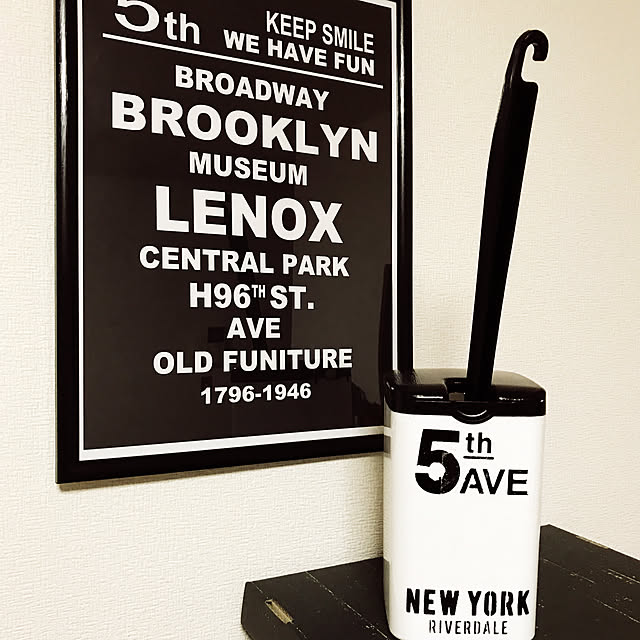 5th
KEEP SMILE
WE HAVE FUN
BROADWAY
BROOKLYN
MUSEUM
LENOX
CENTRAL PARK
H96TH ST.
AVE
OLD FUNITURE
1796-1946
5th
AVE
NEW YORK
RIVERDALE